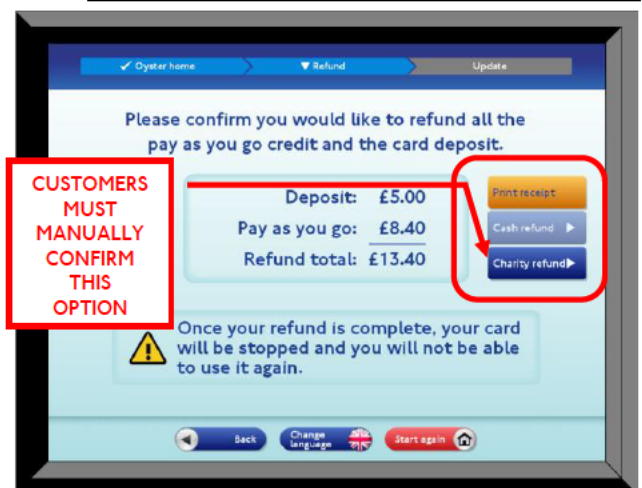 Oyster home Refund Update
Please confirm you would like to refund all the
pay as you go credit and the card deposit.
CUSTOMERS
MUST
MANUALLY
CONFIRM
THIS
OPTION
Deposit: £5.00
Pay as you go: £8.40
Refund total: £13.40
Print receipt
Cash refund
Charity refund
Once your refund is complete, your card
will be stopped and you will not be able
to use it again.
Back
Change
language
Start again